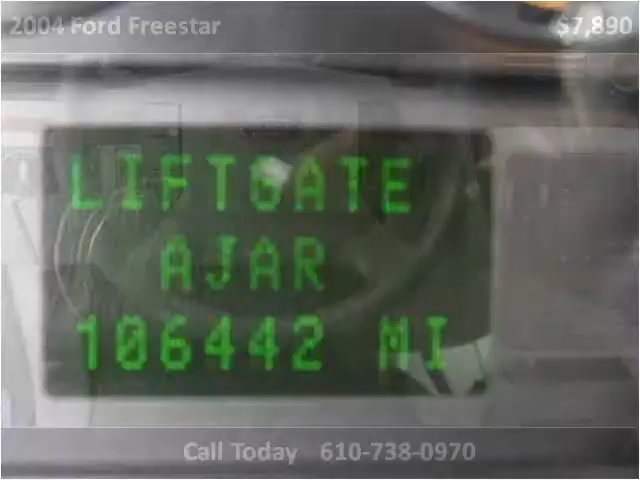 2004 Ford Freestar $7,890
LIFTGATE
AJAR
106442 MI
Call Today 610-738-0970